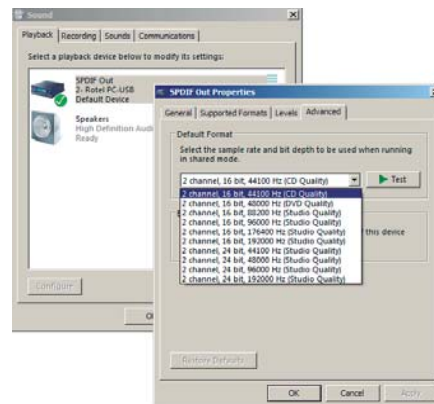 Sound
Playback Recording Sounds Communications
Select a playback device below to modify its settings:
SPDIF Out
2- Rotel PC-USB
Default Device
Speakers
High Definition Audi
Ready
Configure
SPDIF Out Properties
General Supported Formats Levels Advanced
Default Format
Select the sample rate and bit depth to be used when running
in shared mode.
2 channel, 16 bit, 44100 Hz (CD Quality)
Test
2 channel, 16 bit, 44100 Hz (CD Quality)
2 channel, 16 bit, 48000 Hz (DVD Quality)
2 channel, 16 bit, 88200 Hz (Studio Quality)
2 channel, 16 bit, 96000 Hz (Studio Quality)
2 channel, 16 bit, 176400 Hz (Studio Quality)
2 channel, 16 bit, 192000 Hz (Studio Quality)
2 channel, 24 bit, 44100 Hz (Studio Quality)
2 channel, 24 bit, 48000 Hz (Studio Quality)
2 channel, 24 bit, 96000 Hz (Studio Quality)
2 channel, 24 bit, 192000 Hz (Studio Quality)
this device
Restore Defaults
OK Cancel Apply